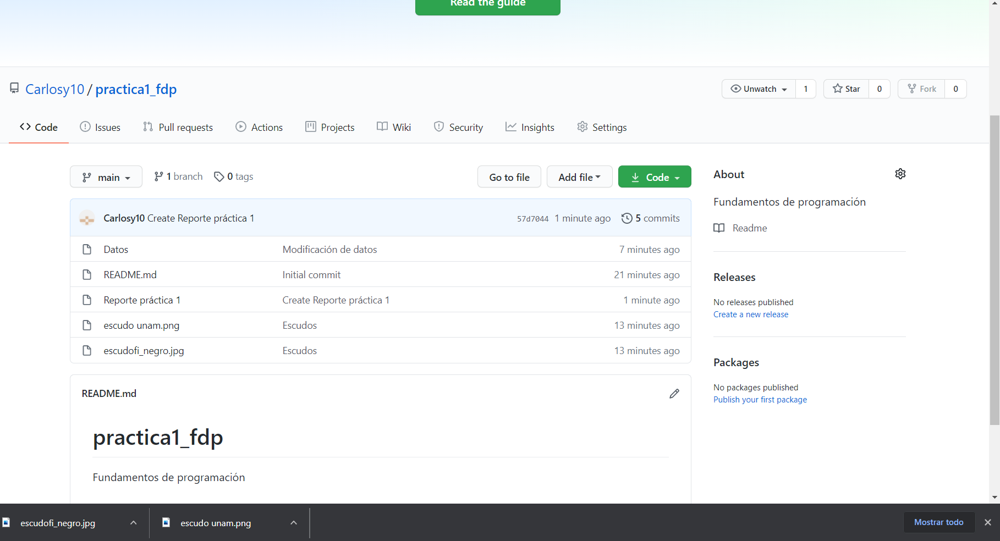 Read the guide
Carlosy10 / practica1_fdp
Unwatch 1 Star 0 Fork 0
Code Issues Pull requests Actions Projects Wiki Security Insights Settings
main 1 branch 0 tags Go to file Add file Code
Carlosy10 Create Reporte práctica 1 57d7044 1 minute ago 5 commits
Datos Modificación de datos 7 minutes ago
README.md Initial commit 21 minutes ago
Reporte práctica 1 Create Reporte práctica 1 1 minute ago
escudo unam.png Escudos 13 minutes ago
escudofi_negro.jpg Escudos 13 minutes ago
README.md
practica1_fdp
Fundamentos de programación
About
Fundamentos de programación
Readme
Releases
No releases published
Create a new release
Packages
No packages published
Publish your first package
escudofi_negro.jpg escudo unam.png Mostrar todo